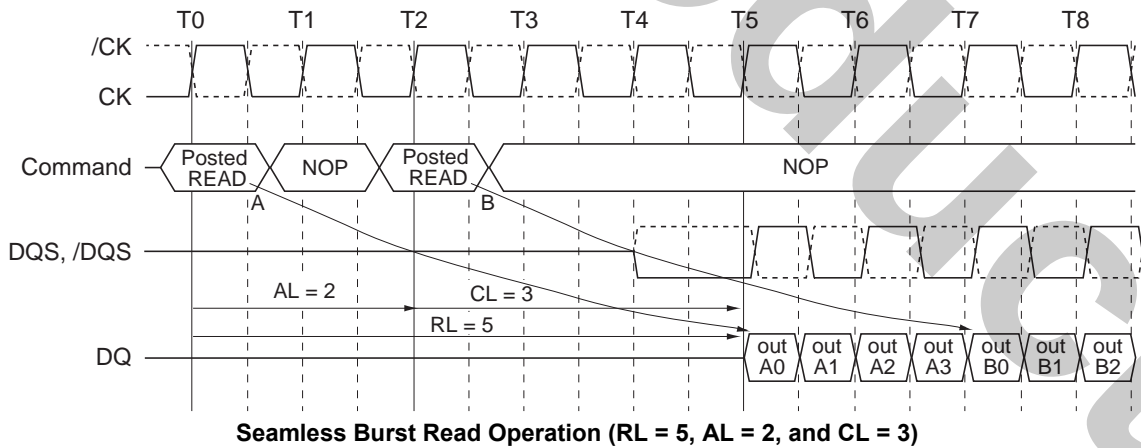 T0 T1 T2 T3 T4 T5 T6 T7 T8
/CK
CK
Command
Posted READ
NOP
Posted READ
NOP
A
B
DQS, /DQS
AL = 2
CL = 3
RL = 5
DQ
out A0
out A1
out A2
out A3
out B0
out B1
out B2
Seamless Burst Read Operation (RL = 5, AL = 2, and CL = 3)